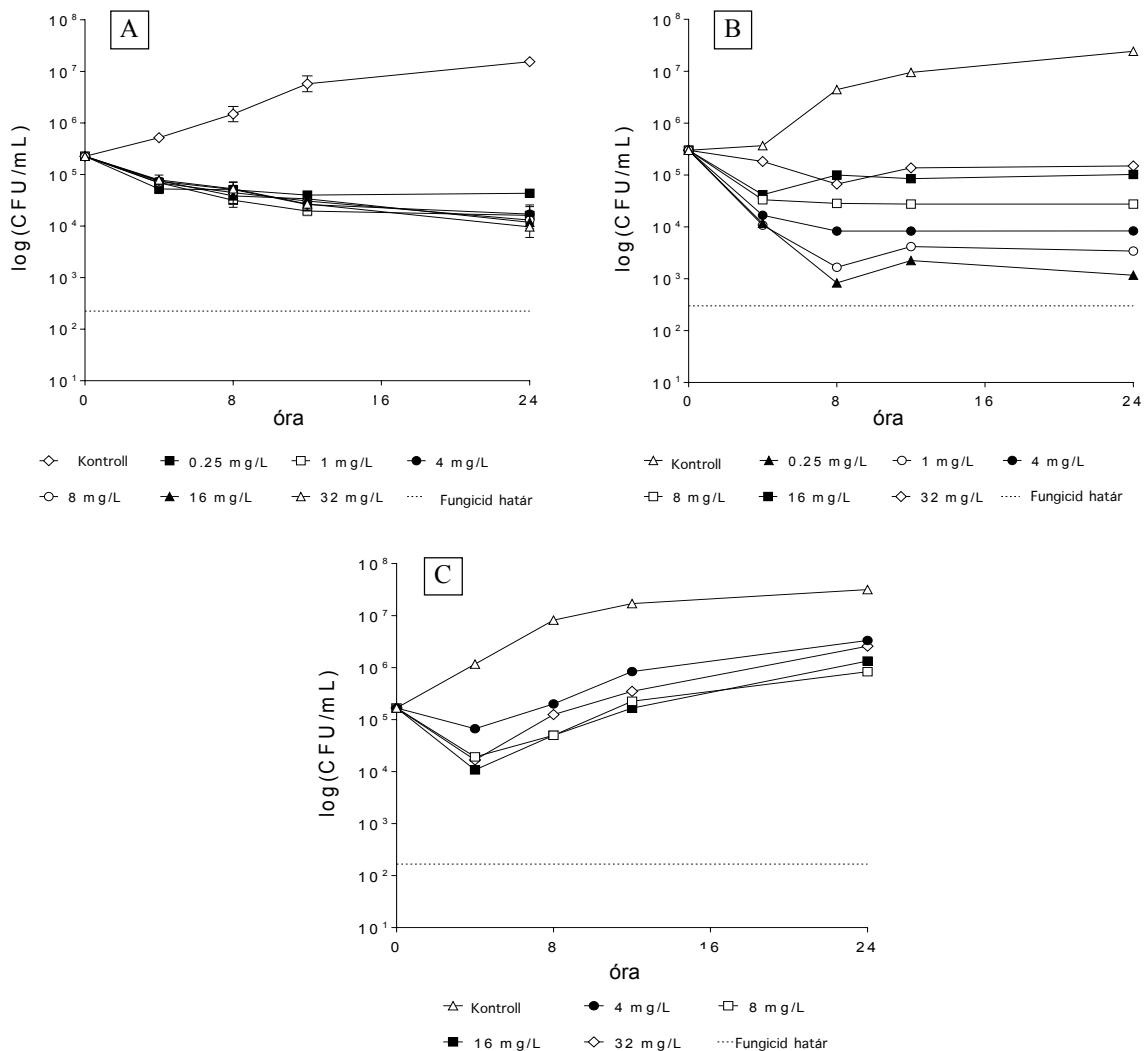 A
10⁸
10⁷
10⁶
10⁵
10⁴
10³
10²
10¹
log(CFU/mL)
0 8 16 24
óra
Kontroll 0.25 mg/L 1 mg/L 4 mg/L
8 mg/L 16 mg/L 32 mg/L Fungicid határ
B
10⁸
10⁷
10⁶
10⁵
10⁴
10³
10²
10¹
log(CFU/mL)
0 8 16 24
óra
Kontroll 0.25 mg/L 1 mg/L 4 mg/L
8 mg/L 16 mg/L 32 mg/L Fungicid határ
C
10⁸
10⁷
10⁶
10⁵
10⁴
10³
10²
10¹
log(CFU/mL)
0 8 16 24
óra
Kontroll 4 mg/L 8 mg/L
16 mg/L 32 mg/L Fungicid határ